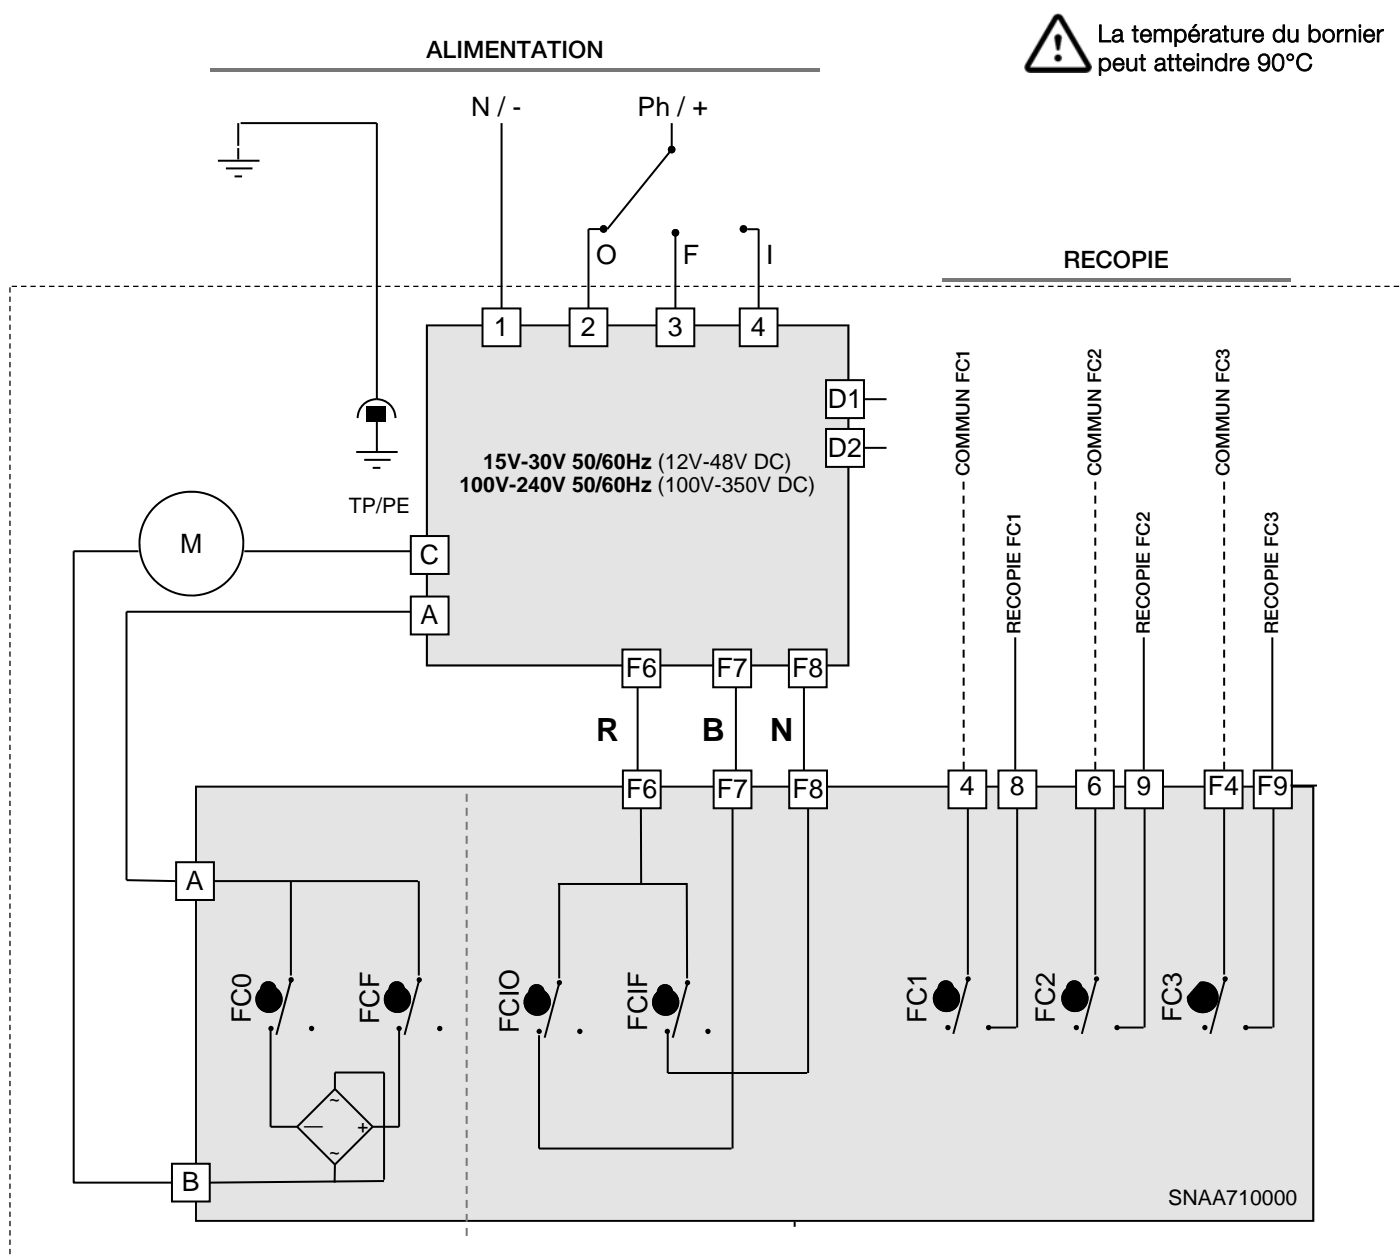 La température du bornier
peut atteindre 90°C
ALIMENTATION
N / -
Ph / +
O
F
I
RECOPIE
1
2
3
4
D1
D2
15V-30V 50/60Hz (12V-48V DC)
100V-240V 50/60Hz (100V-350V DC)
TP/PE
M
C
A
F6
F7
F8
R
B
N
COMMUN FC1
RECOPIE FC1
COMMUN FC2
RECOPIE FC2
COMMUN FC3
RECOPIE FC3
F6
F7
F8
4
8
6
9
F4
F9
A
FC0
FCF
FCIO
FCIF
FC1
FC2
FC3
~
—
+
~
B
SNAA710000